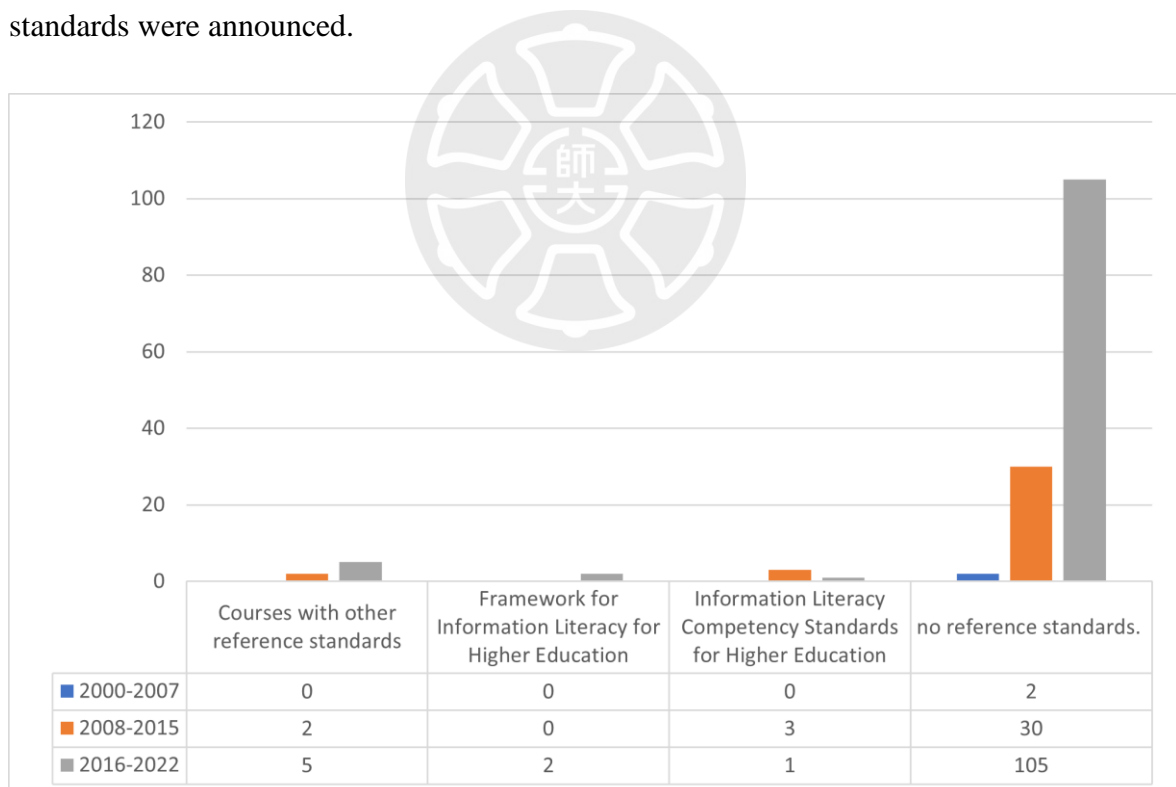 standards were announced.
師
大
120
100
80
60
40
20
0
Courses with other
reference standards
Framework for
Information Literacy for
Higher Education
Information Literacy
Competency Standards
for Higher Education
no reference standards.
2000-2007 0 0 0 2
2008-2015 2 0 3 30
2016-2022 5 2 1 105